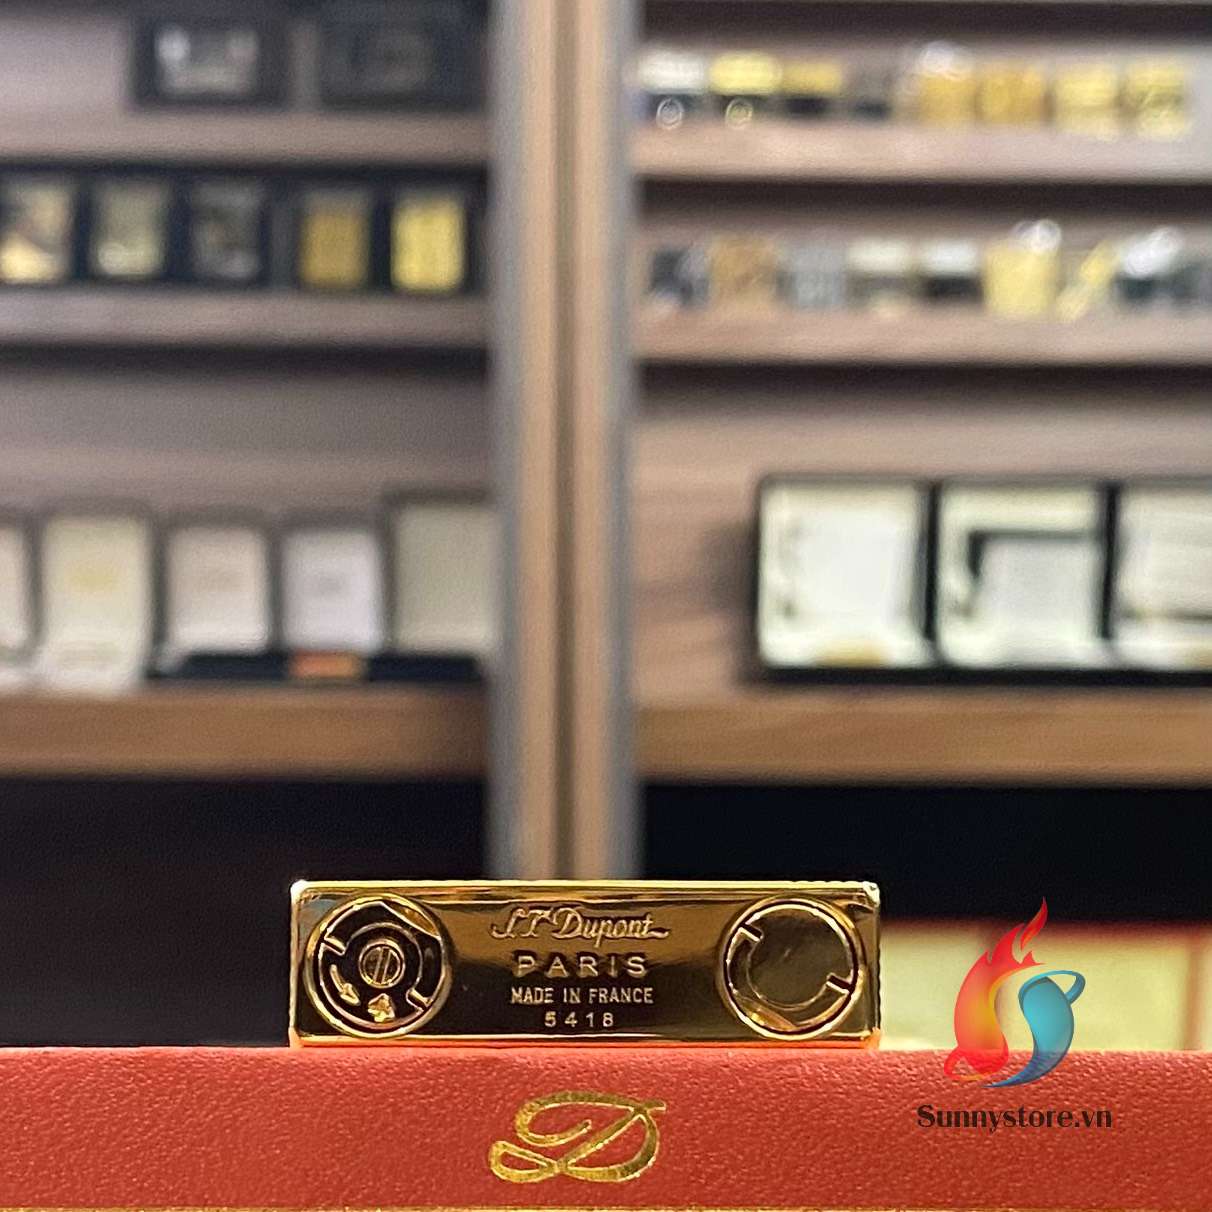 S.T. Dupont
PARIS
MADE IN FRANCE
5418
D
Sunnystore.vn